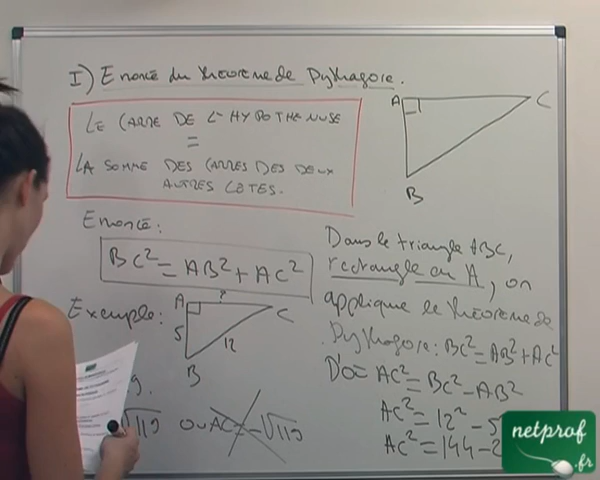 I) Enoncé du théorème de Pythagore.
LE CARRE DE L'HYPOTHENUSE
=
LA SOMME DES CARRES DES DEUX
AUTRES COTES.
A
C
B
Enoncé:
BC² = AB² + AC²
Exemple:
A
?
C
5
12
B
9.
√119 ou AC = -√119
Dans le triangle ABC,
rectangle en A, on
applique le théorème de
Pythagore: BC² = AB² + AC²
D'où AC² = BC² - AB²
AC² = 12² - 5
AC² = 144 - 2
netprof
.fr